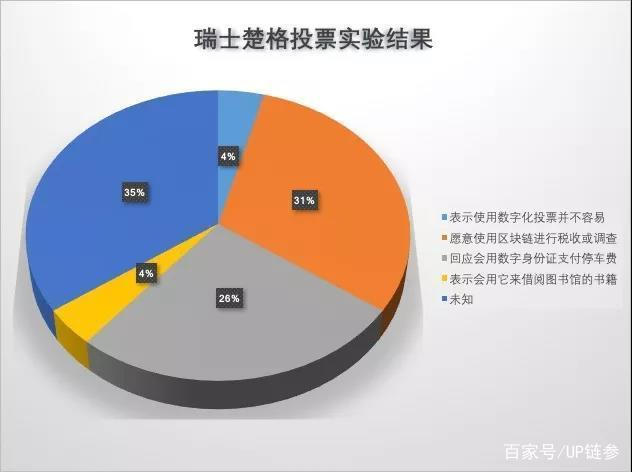 瑞士楚格投票实验结果
4%
31%
35%
4%
26%
表示使用数字化投票并不容易
愿意使用区块链进行税收或调查
回应会用数字身份证支付停车费
表示会用它来借阅图书馆的书籍
未知
百家号/UP链参